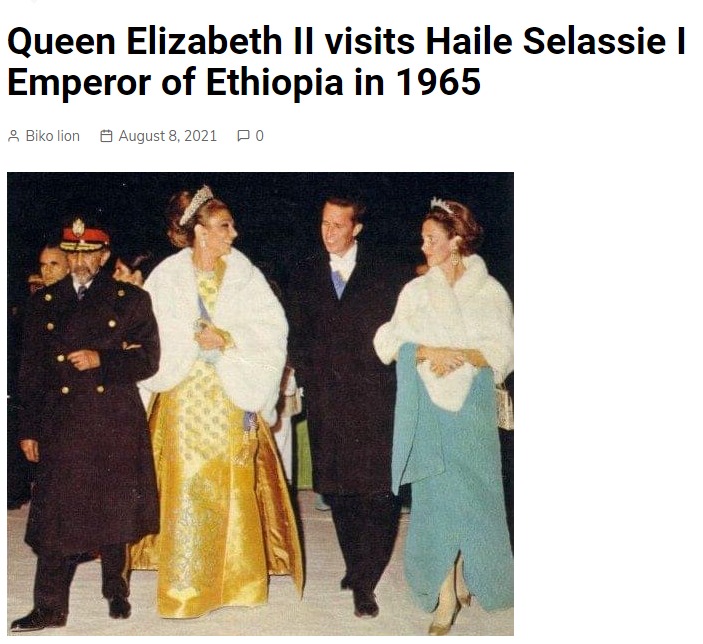 Queen Elizabeth II visits Haile Selassie I
Emperor of Ethiopia in 1965
Biko lion August 8, 2021 0